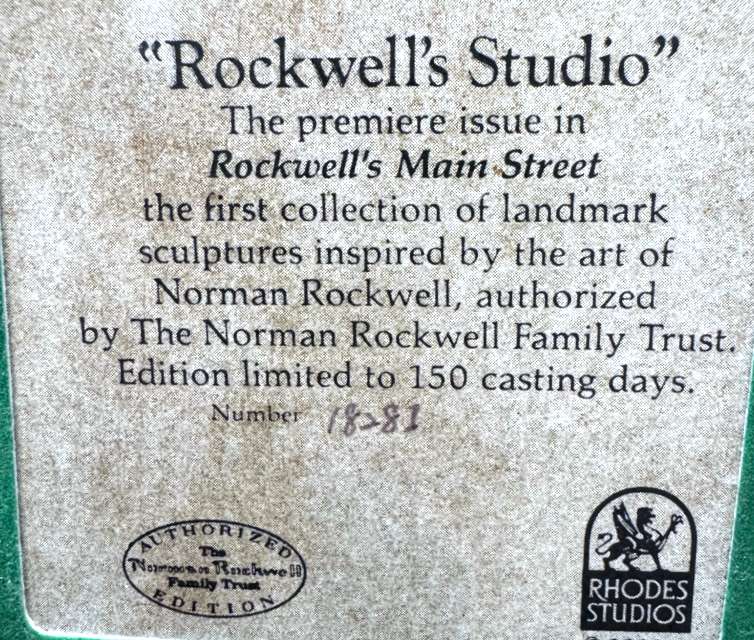 "Rockwell's Studio"
The premiere issue in
Rockwell's Main Street
the first collection of landmark
sculptures inspired by the art of
Norman Rockwell, authorized
by The Norman Rockwell Family Trust.
Edition limited to 150 casting days.
Number 18281
AUTHORIZED
The
Norman Rockwell
Family Trust
EDITION
RHODES
STUDIOS